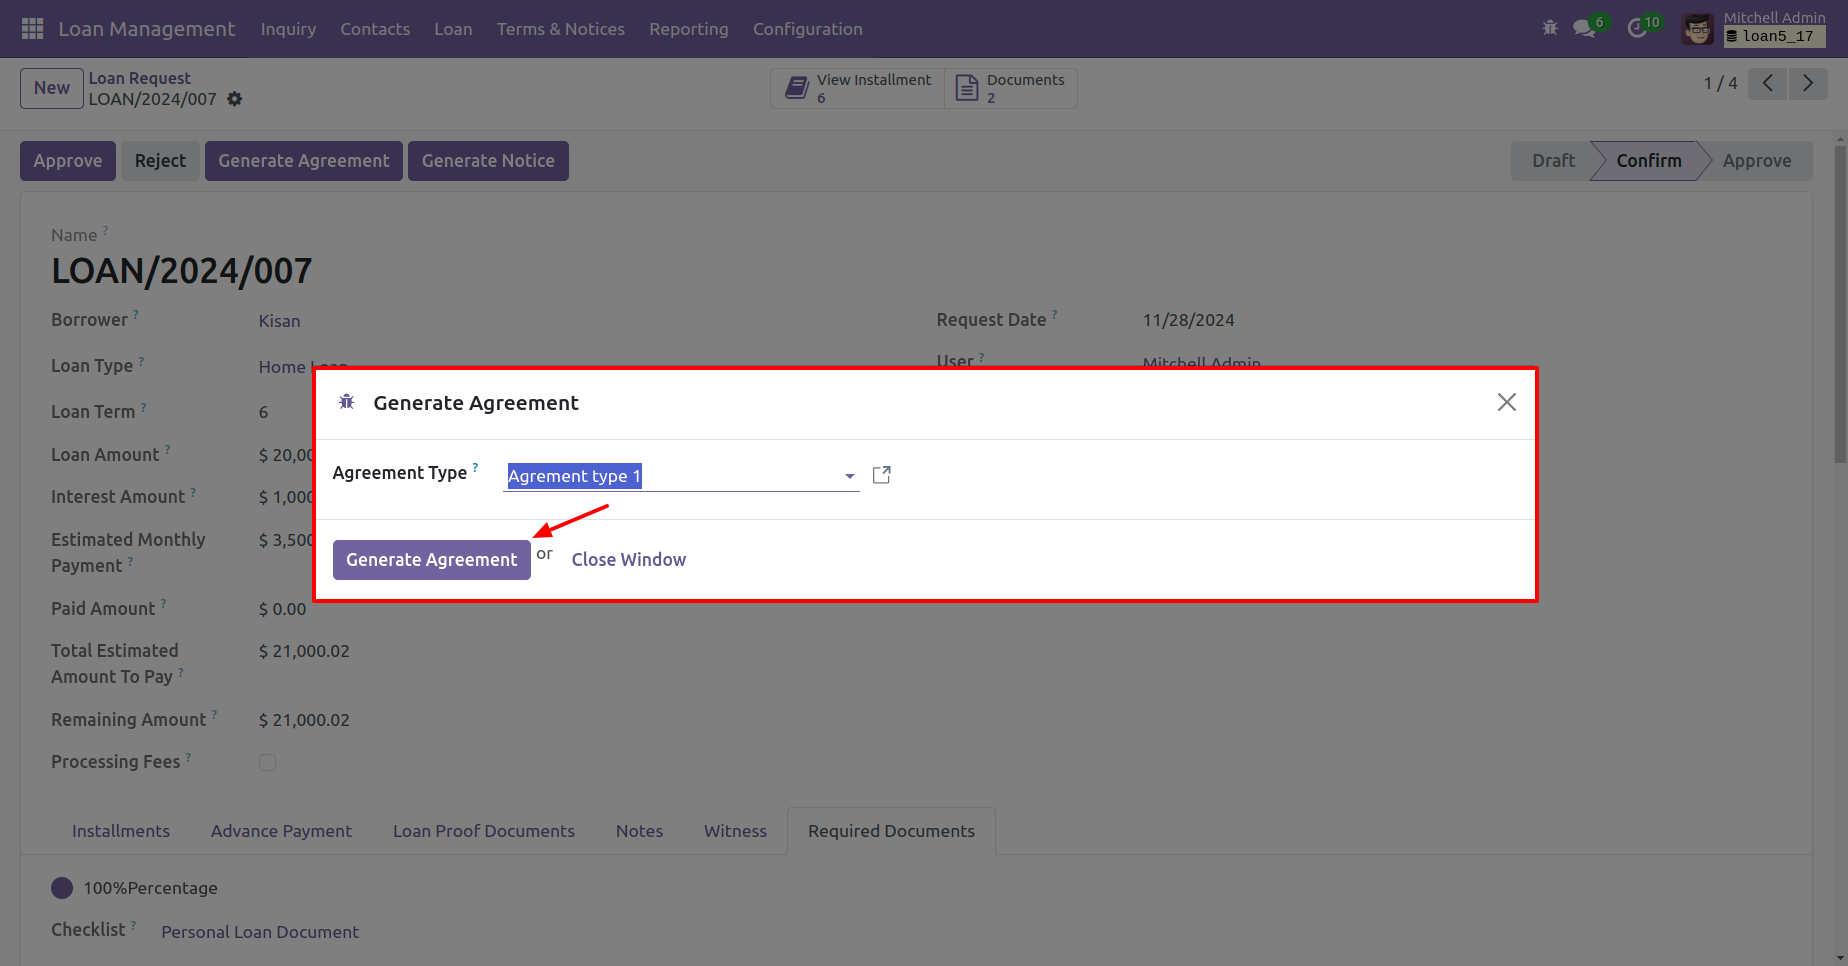 Loan Management Inquiry Contacts Loan Terms & Notices Reporting Configuration 6 10 Mitchell Admin
loan5_17
New Loan Request
LOAN/2024/007
View Installment
6
Documents
2
1 / 4
Approve Reject Generate Agreement Generate Notice Draft Confirm Approve
Name ?
LOAN/2024/007
Borrower ? Kisan
Request Date ? 11/28/2024
Loan Type ? Home Loan
User ? Mitchell Admin
Generate Agreement
Loan Term ? 6
Loan Amount ? $ 20,00
Agreement Type ? Agrement type 1
Interest Amount ? $ 1,000
Estimated Monthly
Payment ? $ 3,500
Generate Agreement or Close Window
Paid Amount ? $ 0.00
Total Estimated
Amount To Pay ? $ 21,000.02
Remaining Amount ? $ 21,000.02
Processing Fees ?
Installments Advance Payment Loan Proof Documents Notes Witness Required Documents
100%Percentage
Checklist ? Personal Loan Document